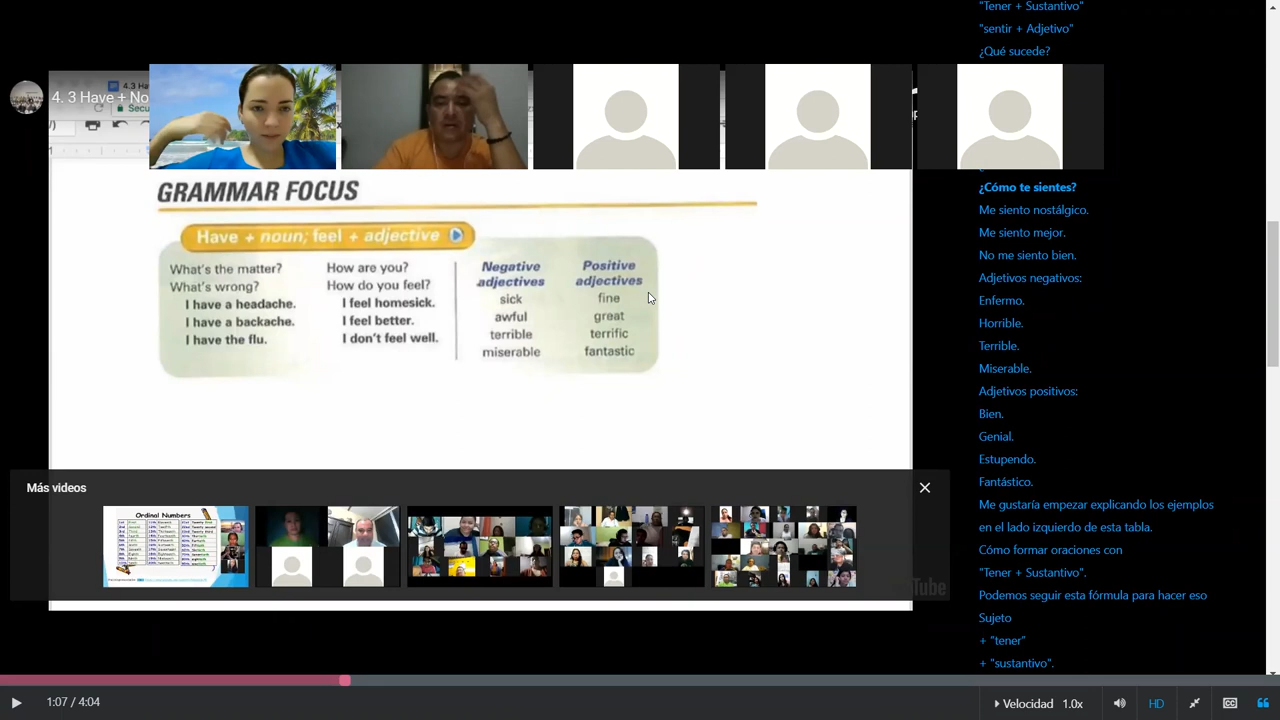 4. 3 Have + No
4.3 Ha
Secu
GRAMMAR FOCUS
Have + noun; feel + adjective
What's the matter?
What's wrong?
I have a headache.
I have a backache.
I have the flu.
How are you?
How do you feel?
I feel homesick.
I feel better.
I don't feel well.
Negative
adjectives
sick
awful
terrible
miserable
Positive
adjectives
fine
great
terrific
fantastic
Más videos
Ordinal Numbers
Tube
"Tener + Sustantivo"
"sentir + Adjetivo"
¿Qué sucede?
¿Cómo te sientes?
Me siento nostálgico.
Me siento mejor.
No me siento bien.
Adjetivos negativos:
Enfermo.
Horrible.
Terrible.
Miserable.
Adjetivos positivos:
Bien.
Genial.
Estupendo.
Fantástico.
Me gustaría empezar explicando los ejemplos
en el lado izquierdo de esta tabla.
Cómo formar oraciones con
"Tener + Sustantivo".
Podemos seguir esta fórmula para hacer eso
Sujeto
+ "tener"
+ "sustantivo".
1:07 / 4:04
Velocidad 1.0x
HD
CC